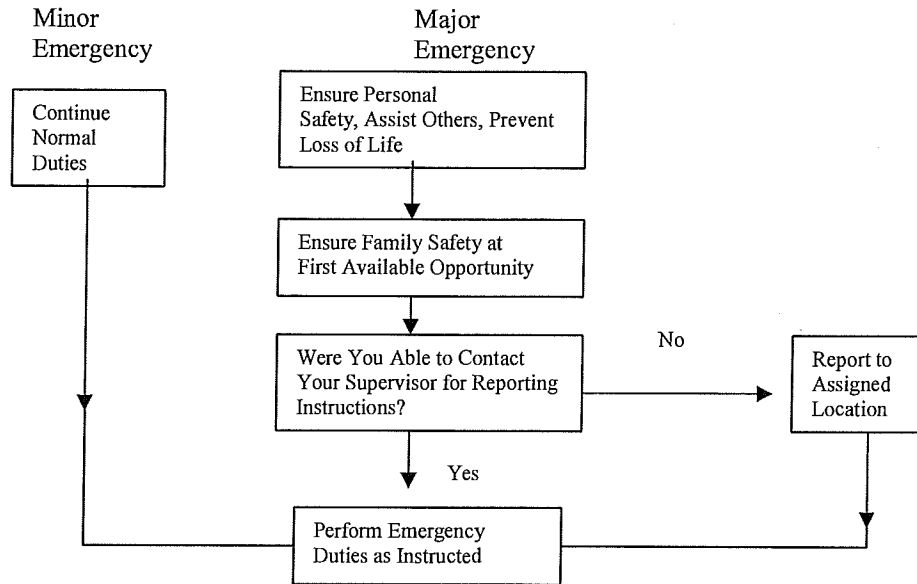 Minor
Emergency
Major
Emergency
Continue
Normal
Duties
Ensure Personal
Safety, Assist Others, Prevent
Loss of Life
Ensure Family Safety at
First Available Opportunity
Were You Able to Contact
Your Supervisor for Reporting
Instructions?
No
Report to
Assigned
Location
Yes
Perform Emergency
Duties as Instructed